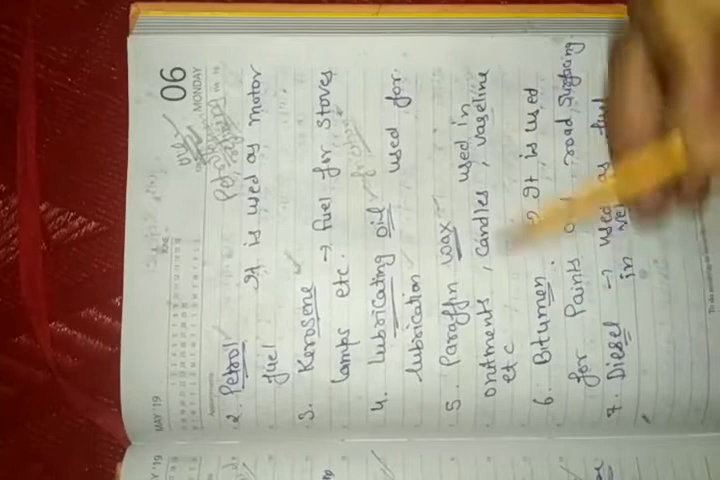 MAY '19
06
MONDAY
2. Petrol
It is used as motor
fuel
3. Kerosene → fuel for stoves
lamps etc.
4. Lubricating oil used for
lubrication
5. Paraffin wax used in
ointments, candles, vaseline
etc
6. Bitumen → It is used
for Paints road surfacing.
7. Diesel → used as fuel
in